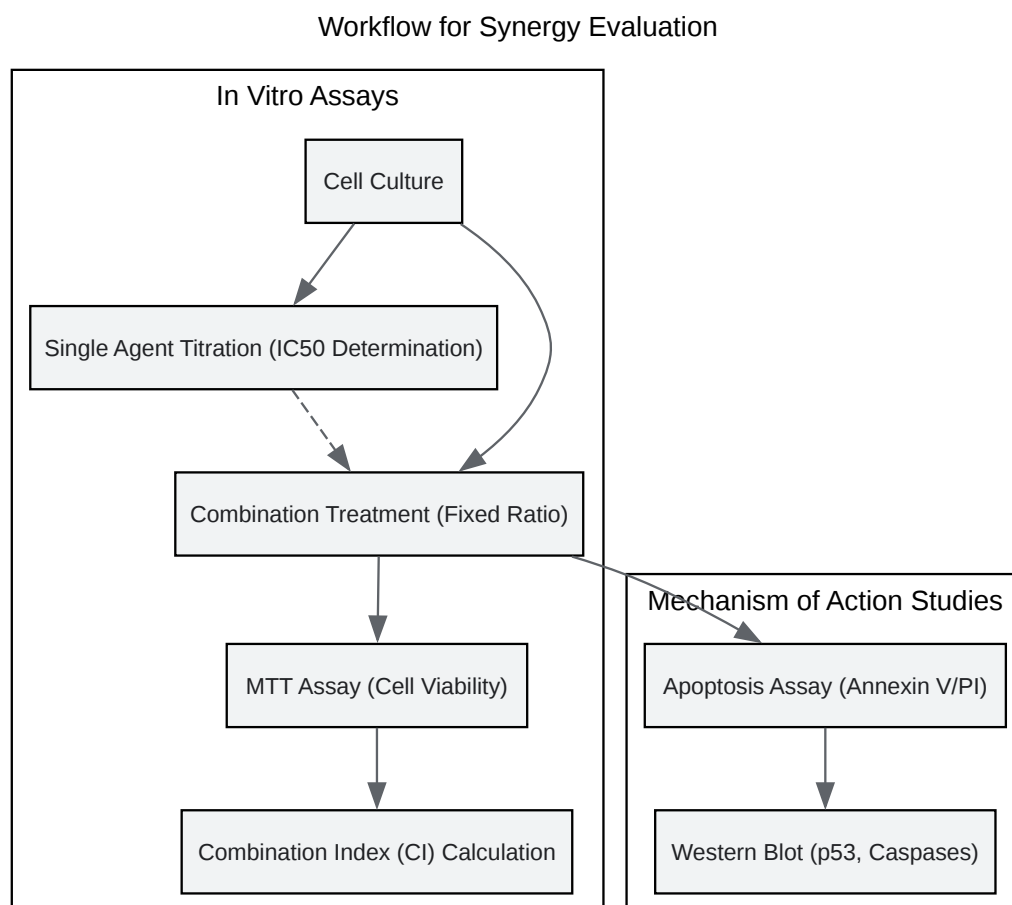 Workflow for Synergy Evaluation
In Vitro Assays
Cell Culture
Single Agent Titration (IC50 Determination)
Combination Treatment (Fixed Ratio)
MTT Assay (Cell Viability)
Combination Index (CI) Calculation
Mechanism of Action Studies
Apoptosis Assay (Annexin V/PI)
Western Blot (p53, Caspases)